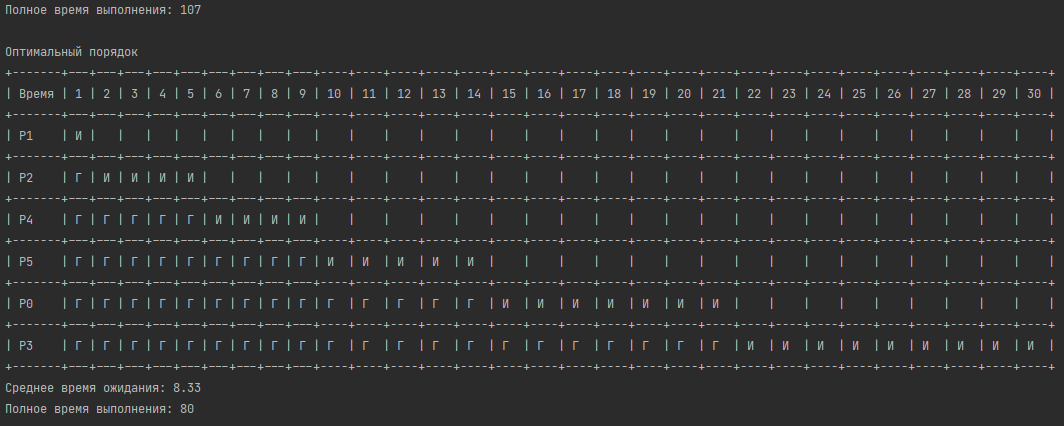 Полное время выполнения: 107
Оптимальный порядок
+-------+---+---+---+---+---+---+---+---+---+----+----+----+----+----+----+----+----+----+----+----+----+----+----+----+----+----+----+----+----+----+
| Время | 1 | 2 | 3 | 4 | 5 | 6 | 7 | 8 | 9 | 10 | 11 | 12 | 13 | 14 | 15 | 16 | 17 | 18 | 19 | 20 | 21 | 22 | 23 | 24 | 25 | 26 | 27 | 28 | 29 | 30 |
+-------+---+---+---+---+---+---+---+---+---+----+----+----+----+----+----+----+----+----+----+----+----+----+----+----+----+----+----+----+----+----+
| P1    | И |   |   |   |   |   |   |   |   |    |    |    |    |    |    |    |    |    |    |    |    |    |    |    |    |    |    |    |    |    |
+-------+---+---+---+---+---+---+---+---+---+----+----+----+----+----+----+----+----+----+----+----+----+----+----+----+----+----+----+----+----+----+
| P2    | Г | И | И | И | И |   |   |   |   |    |    |    |    |    |    |    |    |    |    |    |    |    |    |    |    |    |    |    |    |    |
+-------+---+---+---+---+---+---+---+---+---+----+----+----+----+----+----+----+----+----+----+----+----+----+----+----+----+----+----+----+----+----+
| P4    | Г | Г | Г | Г | Г | И | И | И | И |    |    |    |    |    |    |    |    |    |    |    |    |    |    |    |    |    |    |    |    |    |
+-------+---+---+---+---+---+---+---+---+---+----+----+----+----+----+----+----+----+----+----+----+----+----+----+----+----+----+----+----+----+----+
| P5    | Г | Г | Г | Г | Г | Г | Г | Г | Г | И  | И  | И  | И  | И  |    |    |    |    |    |    |    |    |    |    |    |    |    |    |    |    |
+-------+---+---+---+---+---+---+---+---+---+----+----+----+----+----+----+----+----+----+----+----+----+----+----+----+----+----+----+----+----+----+
| P0    | Г | Г | Г | Г | Г | Г | Г | Г | Г | Г  | Г  | Г  | Г  | Г  | И  | И  | И  | И  | И  | И  | И  |    |    |    |    |    |    |    |    |    |
+-------+---+---+---+---+---+---+---+---+---+----+----+----+----+----+----+----+----+----+----+----+----+----+----+----+----+----+----+----+----+----+
| P3    | Г | Г | Г | Г | Г | Г | Г | Г | Г | Г  | Г  | Г  | Г  | Г  | Г  | Г  | Г  | Г  | Г  | Г  | Г  | И  | И  | И  | И  | И  | И  | И  | И  | И  |
+-------+---+---+---+---+---+---+---+---+---+----+----+----+----+----+----+----+----+----+----+----+----+----+----+----+----+----+----+----+----+----+
Среднее время ожидания: 8.33
Полное время выполнения: 80